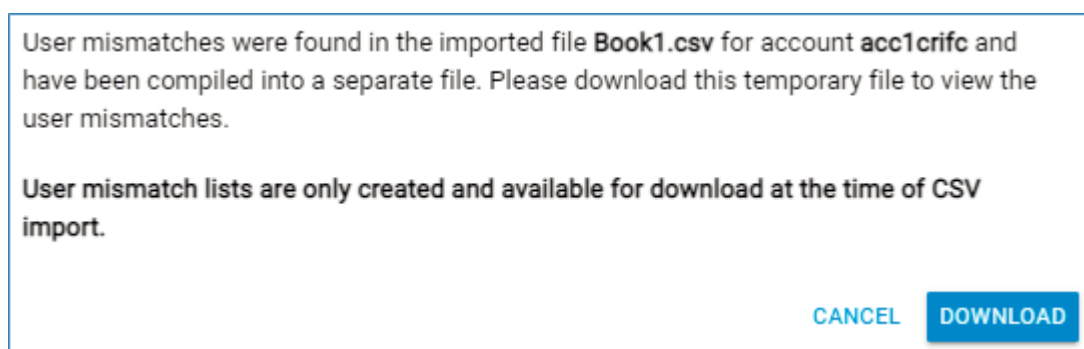 User mismatches were found in the imported file Book1.csv for account acc1crifc and
have been compiled into a separate file. Please download this temporary file to view the
user mismatches.
User mismatch lists are only created and available for download at the time of CSV
import.
CANCEL DOWNLOAD